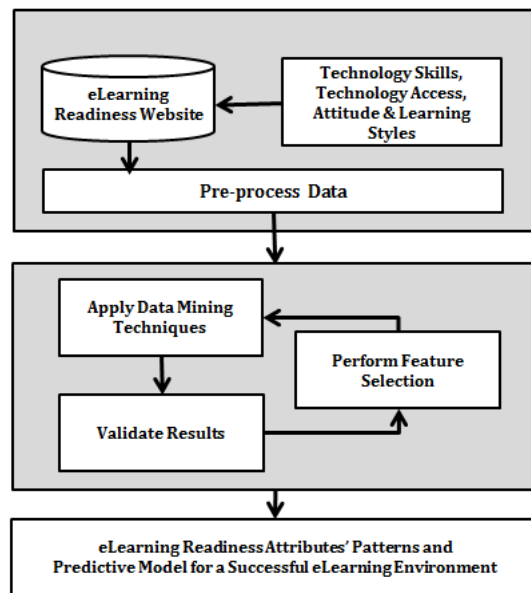 eLearning
Readiness Website
Technology Skills,
Technology Access,
Attitude & Learning
Styles
Pre-process Data
Apply Data Mining
Techniques
Perform Feature
Selection
Validate Results
eLearning Readiness Attributes’ Patterns and
Predictive Model for a Successful eLearning Environment